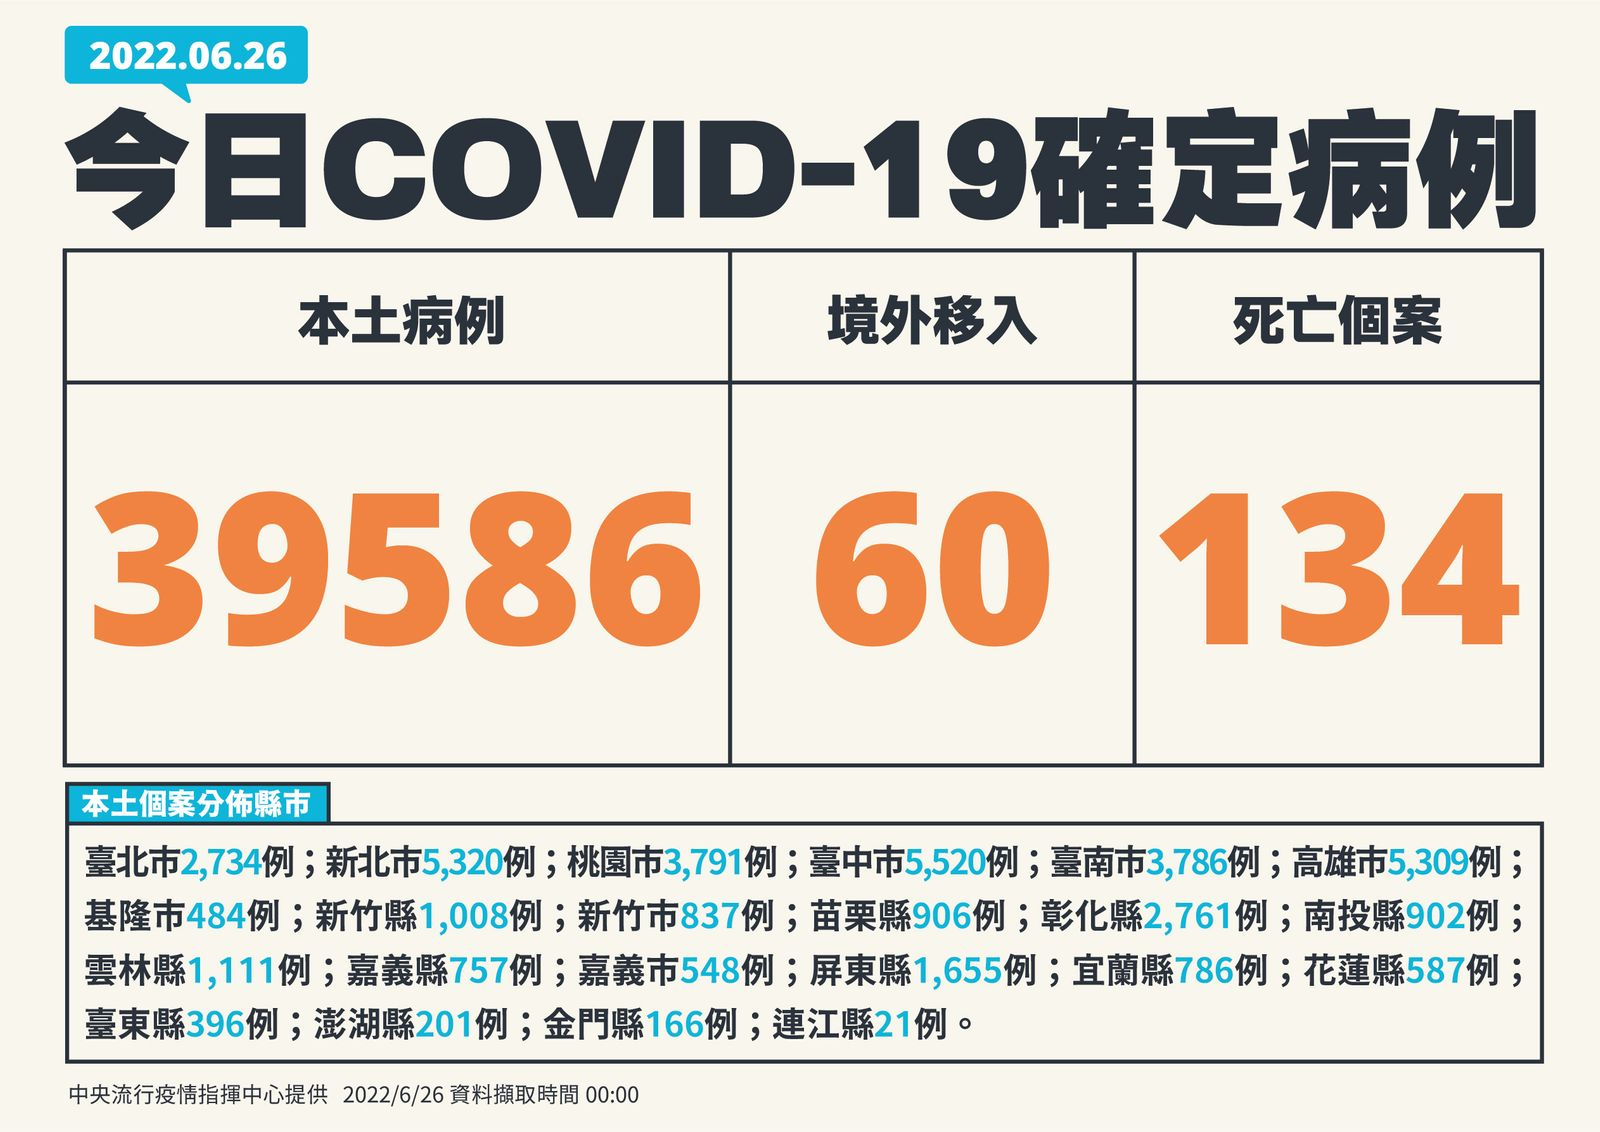 2022.06.26
今日COVID-19確定病例
本土病例 境外移入 死亡個案
39586 60 134
本土個案分佈縣市
臺北市2,734例；新北市5,320例；桃園市3,791例；臺中市5,520例；臺南市3,786例；高雄市5,309例；
基隆市484例；新竹縣1,008例；新竹市837例；苗栗縣906例；彰化縣2,761例；南投縣902例；
雲林縣1,111例；嘉義縣757例；嘉義市548例；屏東縣1,655例；宜蘭縣786例；花蓮縣587例；
臺東縣396例；澎湖縣201例；金門縣166例；連江縣21例。
中央流行疫情指揮中心提供 2022/6/26 資料擷取時間 00:00